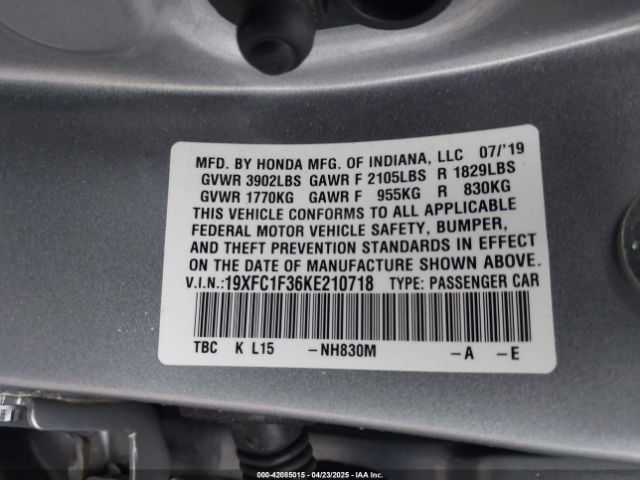 MFD. BY HONDA MFG. OF INDIANA, LLC 07/'19
GVWR 3902LBS GAWR F 2105LBS R 1829LBS
GVWR 1770KG GAWR F 955KG R 830KG
THIS VEHICLE CONFORMS TO ALL APPLICABLE
FEDERAL MOTOR VEHICLE SAFETY, BUMPER,
AND THEFT PREVENTION STANDARDS IN EFFECT
ON THE DATE OF MANUFACTURE SHOWN ABOVE.
V.I.N.:19XFC1F36KE210718 TYPE: PASSENGER CAR
TBC K L15 -NH830M -A -E
000-42085015 - 04/23/2025 - IAA Inc.